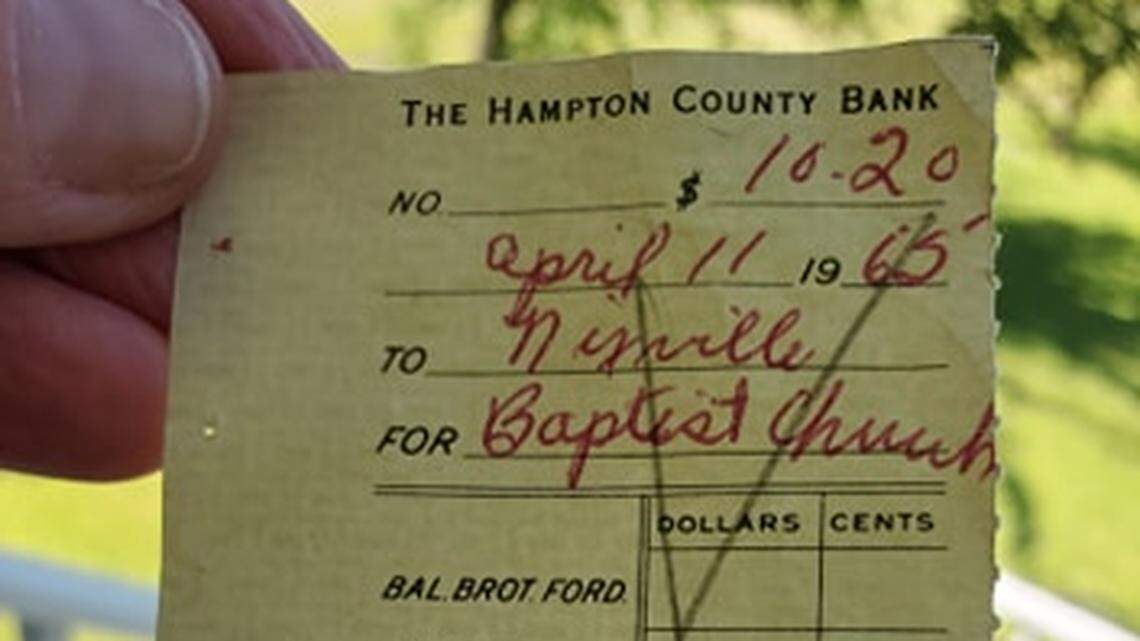 THE HAMPTON COUNTY BANK
NO. $ 10.20
April 11 19 65
TO Nixville
FOR Baptist Church
DOLLARS CENTS
BAL. BROT. FORD.